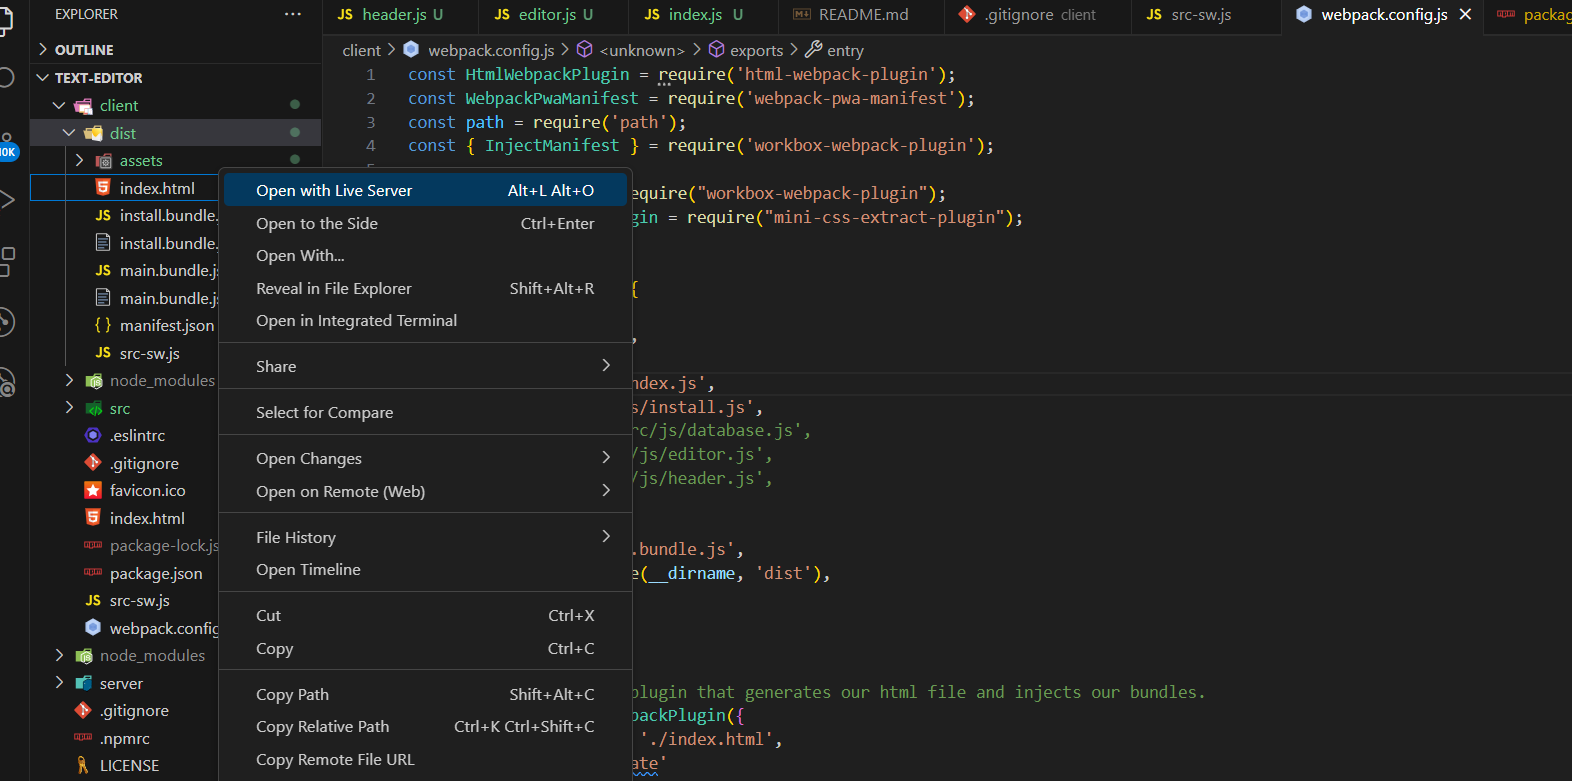 EXPLORER
···
OUTLINE
TEXT-EDITOR
client
dist
assets
index.html
JS install.bundle.
install.bundle.
JS main.bundle.js
main.bundle.js
{ } manifest.json
JS src-sw.js
node_modules
src
.eslintrc
.gitignore
favicon.ico
index.html
package-lock.js
package.json
JS src-sw.js
webpack.config
node_modules
server
.gitignore
.npmrc
LICENSE
10K
JS header.js U
JS editor.js U
JS index.js U
README.md
.gitignore client
JS src-sw.js
webpack.config.js
packag
client > webpack.config.js > <unknown> > exports > entry
1 const HtmlWebpackPlugin = require('html-webpack-plugin');
2 const WebpackPwaManifest = require('webpack-pwa-manifest');
3 const path = require('path');
4 const { InjectManifest } = require('workbox-webpack-plugin');
equire("workbox-webpack-plugin");
gin = require("mini-css-extract-plugin");
{
,
ndex.js',
s/install.js',
rc/js/database.js',
/js/editor.js',
/js/header.js',
.bundle.js',
e(__dirname, 'dist'),
plugin that generates our html file and injects our bundles.
packPlugin({
'./index.html',
ate'
Open with Live Server Alt+L Alt+O
Open to the Side Ctrl+Enter
Open With...
Reveal in File Explorer Shift+Alt+R
Open in Integrated Terminal
Share
Select for Compare
Open Changes
Open on Remote (Web)
File History
Open Timeline
Cut Ctrl+X
Copy Ctrl+C
Copy Path Shift+Alt+C
Copy Relative Path Ctrl+K Ctrl+Shift+C
Copy Remote File URL